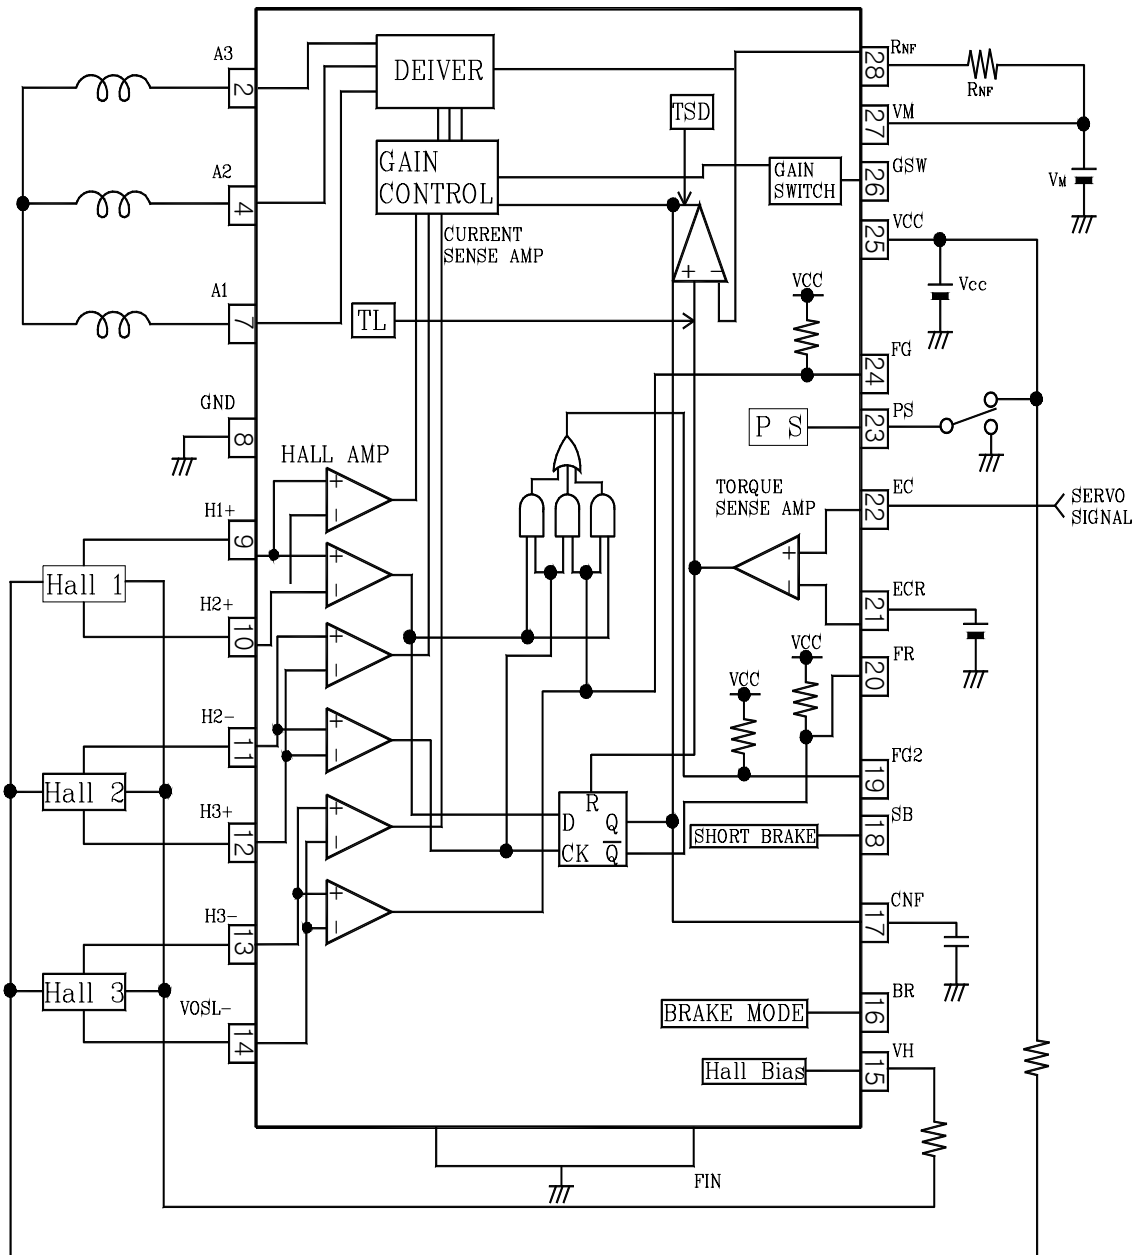 A3
2
DEIVER
RNF
28
RNF
TSD
VM
27
A2
4
GAIN
CONTROL
GAIN
SWITCH
GSW
26
VM
CURRENT
SENSE AMP
VCC
25
+ -
VCC
Vcc
A1
7
TL
FG
24
GND
8
P S
PS
23
HALL AMP
+
-
H1+
9
TORQUE
SENSE AMP
EC
22
SERVO
SIGNAL
+
-
Hall 1
+
-
H2+
10
ECR
21
+
-
VCC
FR
20
VCC
H2-
11
+
-
FG2
19
Hall 2
R
D Q
CK Q
H3+
12
+
-
SHORT BRAKE
SB
18
+
-
H3-
13
CNF
17
Hall 3
VOSL-
14
BRAKE MODE
BR
16
Hall Bias
VH
15
FIN